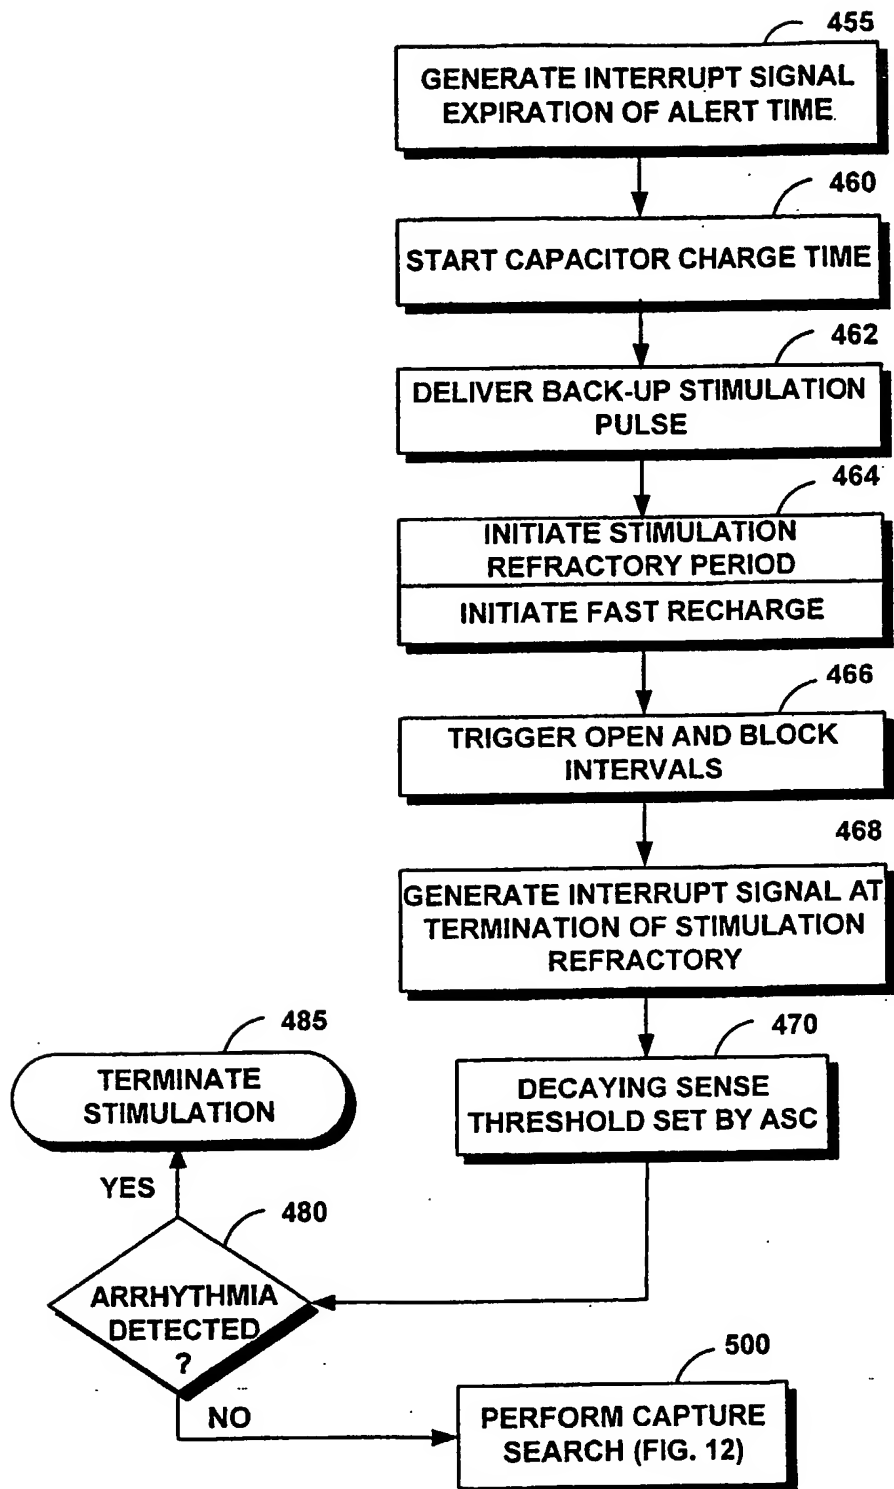 455
GENERATE INTERRUPT SIGNAL
EXPIRATION OF ALERT TIME
460
START CAPACITOR CHARGE TIME
462
DELIVER BACK-UP STIMULATION
PULSE
464
INITIATE STIMULATION
REFRACTORY PERIOD
INITIATE FAST RECHARGE
466
TRIGGER OPEN AND BLOCK
INTERVALS
468
GENERATE INTERRUPT SIGNAL AT
TERMINATION OF STIMULATION
REFRACTORY
470
DECAYING SENSE
THRESHOLD SET BY ASC
485
TERMINATE
STIMULATION
YES
480
ARRHYTHMIA
DETECTED
?
NO
500
PERFORM CAPTURE
SEARCH (FIG. 12)